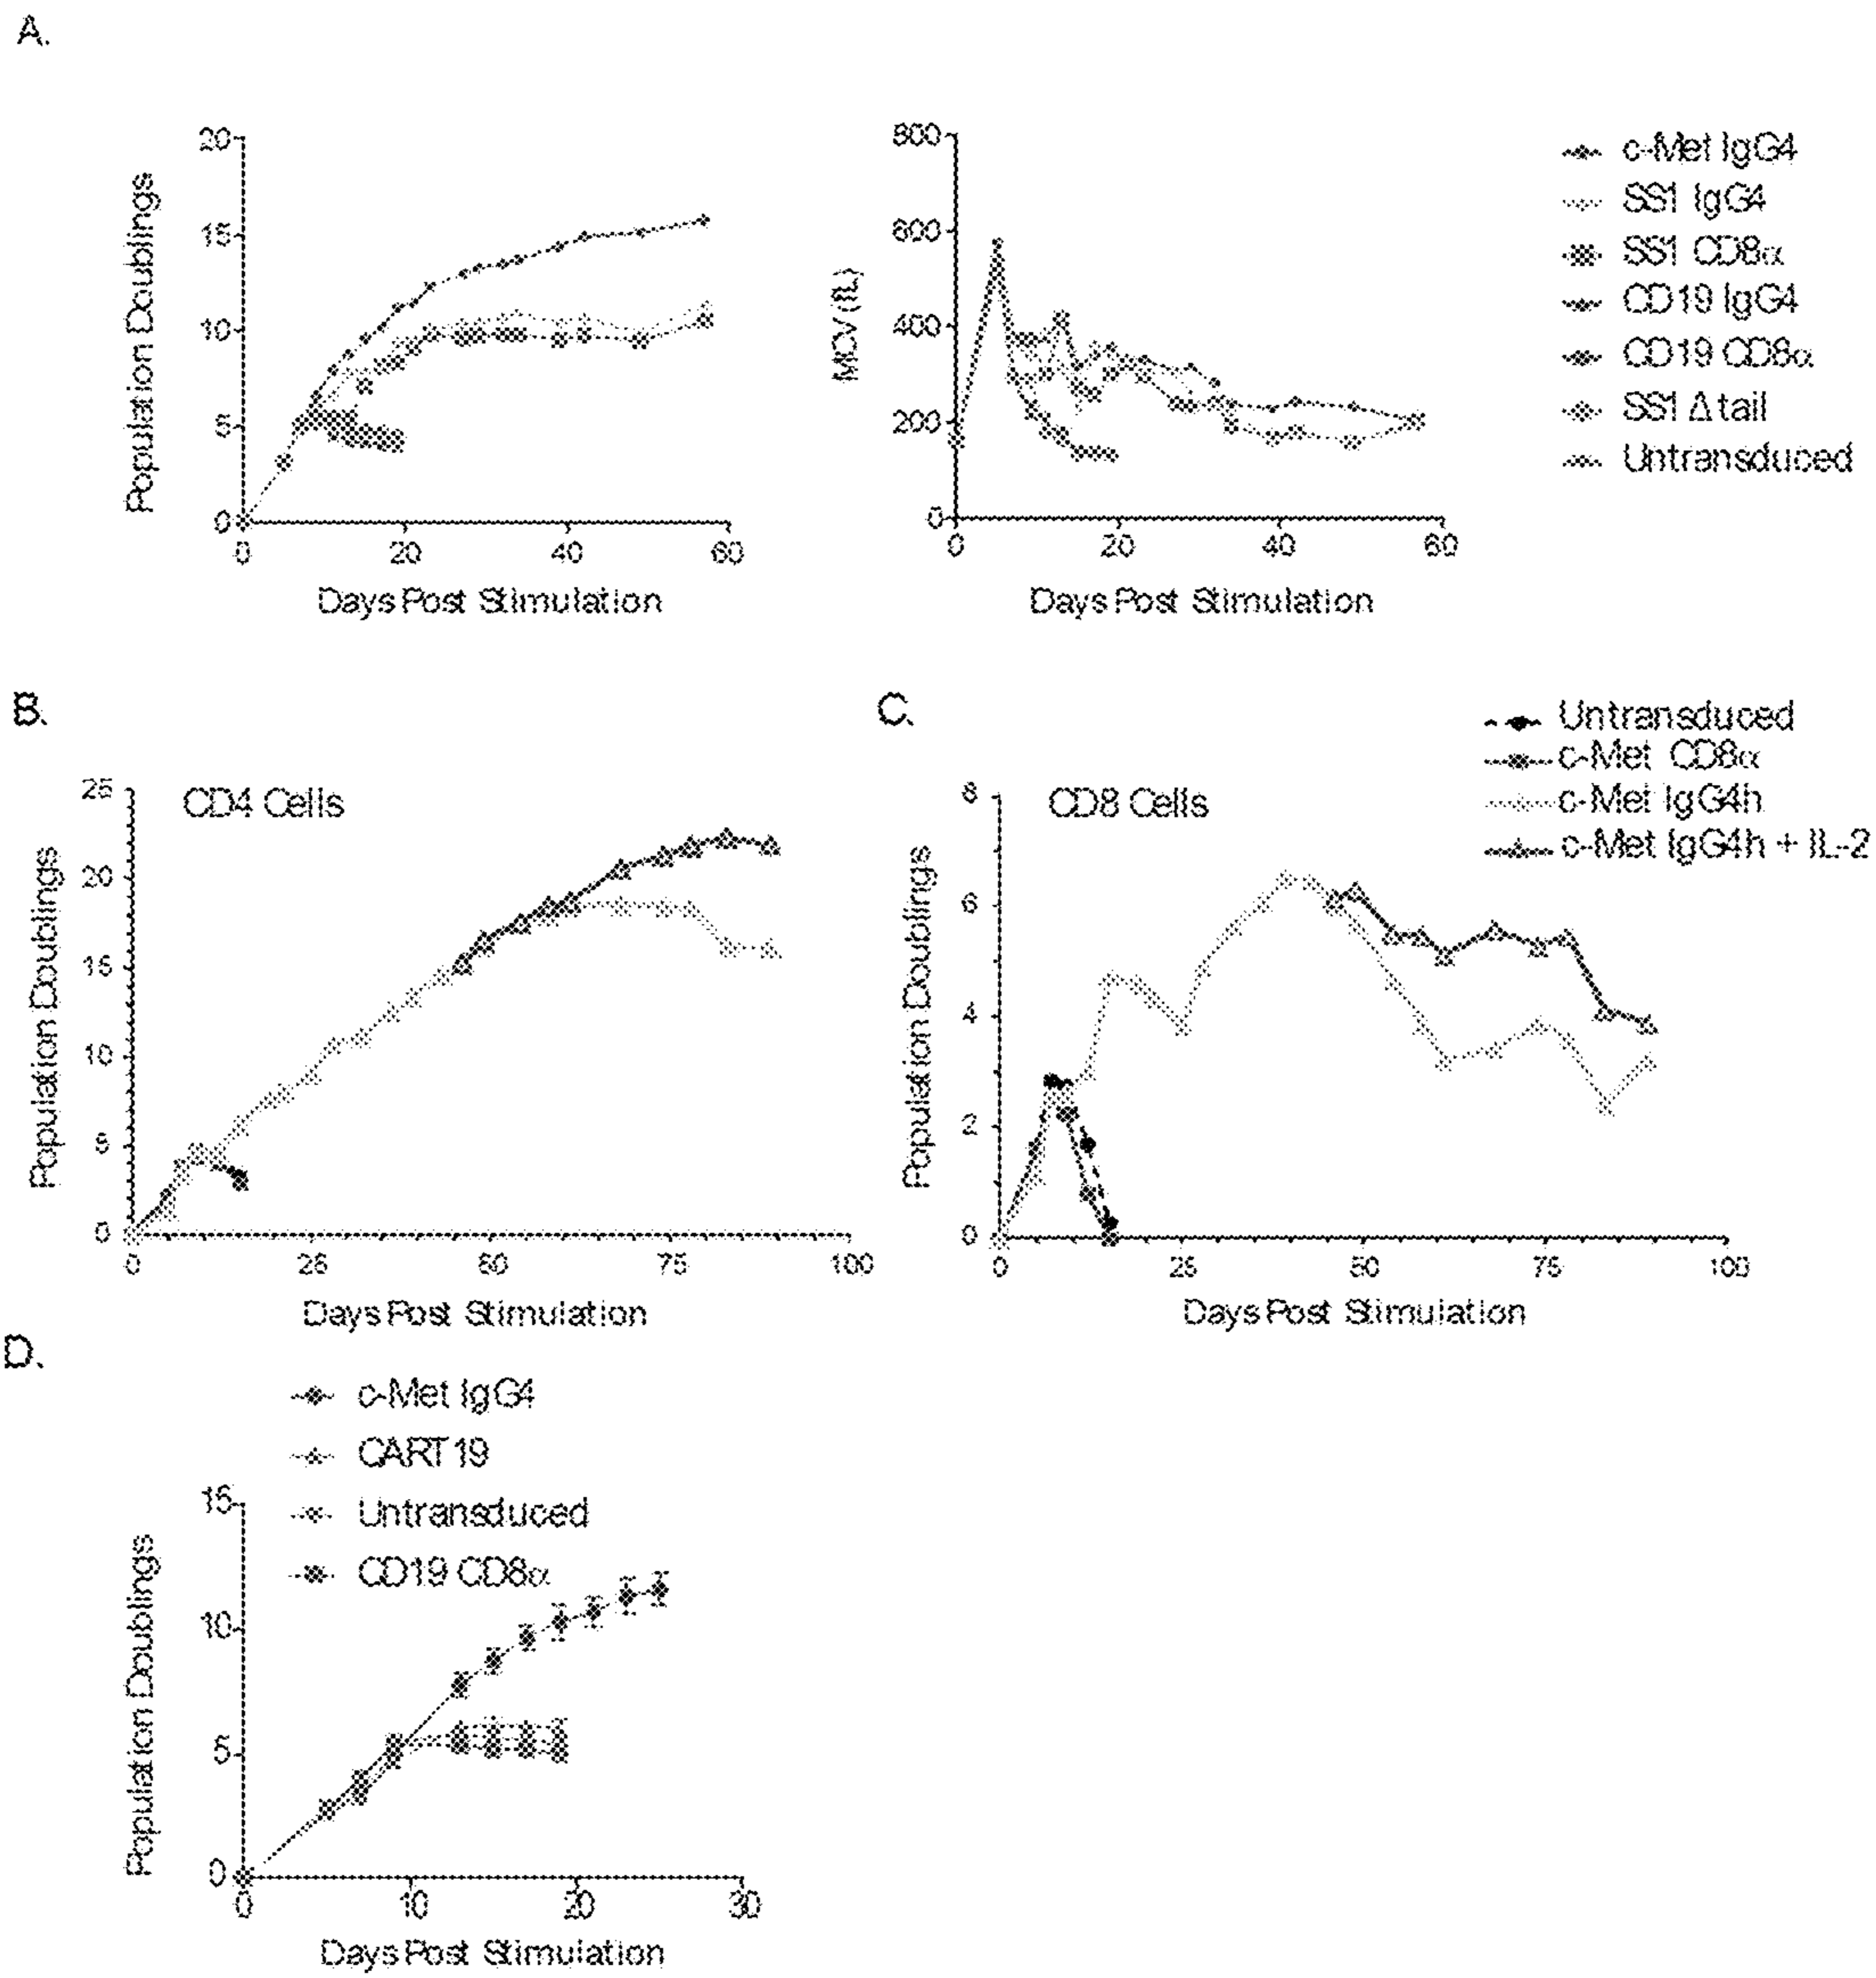 A.
20
15
10
5
0
0 20 40 60
Population Doublings
Days Post Stimulation
800
600
400
200
0
0 20 40 60
MCV (fL)
Days Post Stimulation
c-Met IgG4
SS1 IgG4
SS1 CD8α
CD19 IgG4
CD19 CD8α
SS1 Δ tail
Untransduced
B.
CD4 Cells
25
20
15
10
5
0
0 25 50 75 100
Population Doublings
Days Post Stimulation
C.
CD8 Cells
Untransduced
c-Met CD8α
c-Met IgG4h
c-Met IgG4h + IL-2
8
6
4
2
0
0 25 50 75 100
Population Doublings
Days Post Stimulation
D.
c-Met IgG4
CART19
Untransduced
CD19 CD8α
15
10
5
0
0 10 20 30
Population Doublings
Days Post Stimulation